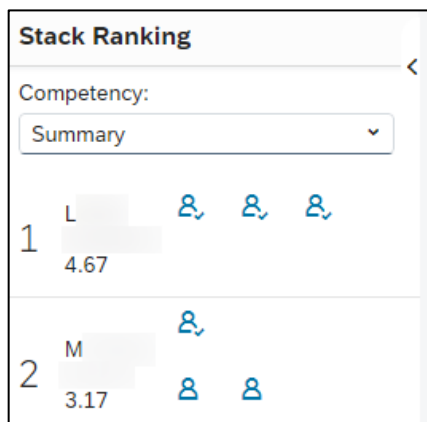 Stack Ranking
Competency:
Summary
1
L
4.67
2
M
3.17